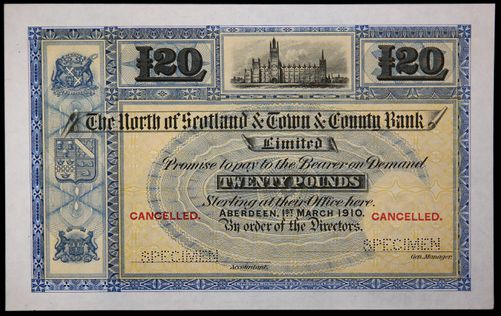 £20 £20
The North of Scotland & Town & County Bank
Limited
Promise to pay to the Bearer on Demand
TWENTY POUNDS
Sterling at their Office here.
CANCELLED. ABERDEEN, 1ST MARCH 1910. CANCELLED.
By order of the Directors.
SPECIMEN SPECIMEN
Accountant. Gen. Manager.